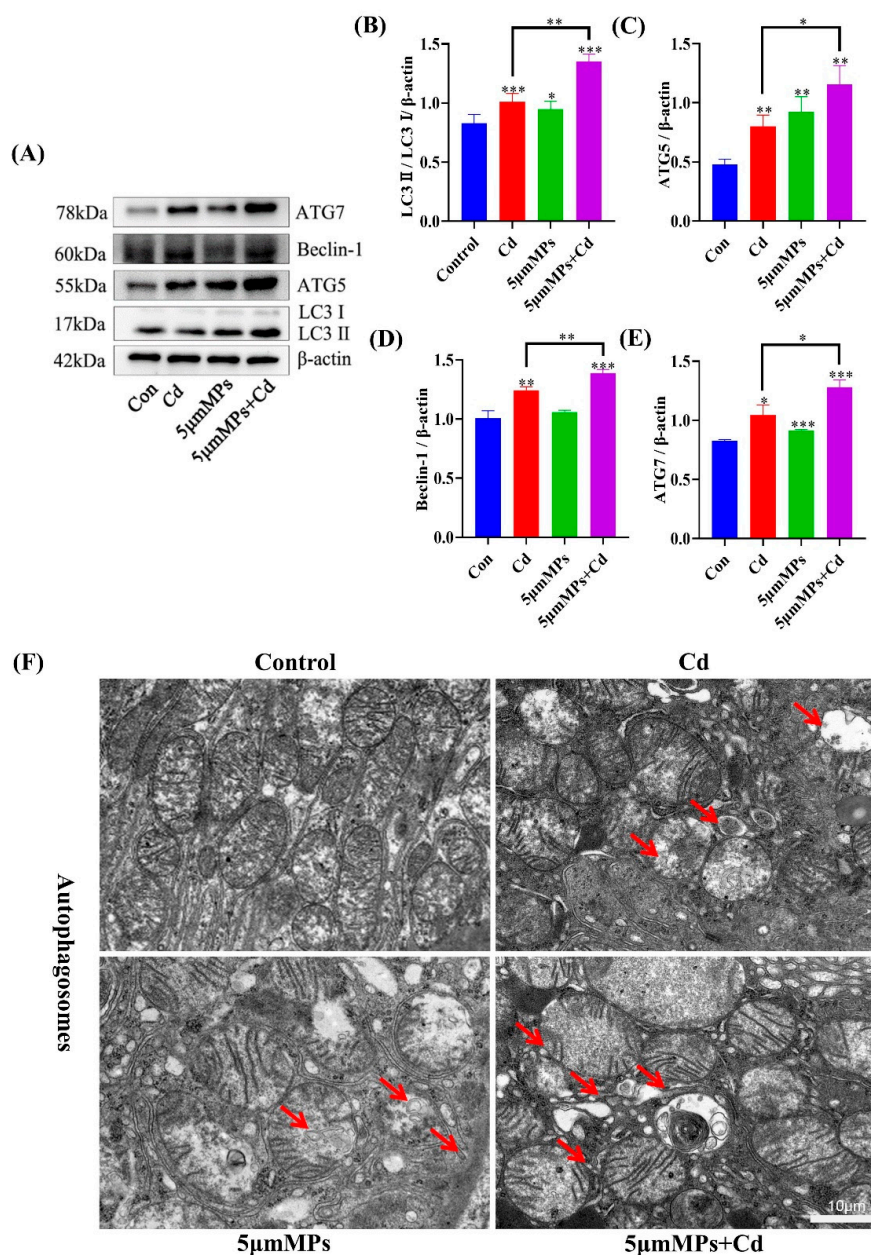 (A)
78kDa
ATG7
60kDa
Beclin-1
55kDa
ATG5
LC3 I
17kDa
LC3 II
42kDa
β-actin
Con
Cd
5μmMPs
5μmMPs+Cd
(B)
LC3 II / LC3 I/ β-actin
1.5
1.0
0.5
0.0
***
*
***
**
Control
Cd
5μmMPs
5μmMPs+Cd
(C)
ATG5 / β-actin
1.5
1.0
0.5
0.0
**
**
**
*
Con
Cd
5μmMPs
5μmMPs+Cd
(D)
Beclin-1 / β-actin
1.5
1.0
0.5
0.0
**
***
**
Con
Cd
5μmMPs
5μmMPs+Cd
(E)
ATG7 / β-actin
1.5
1.0
0.5
0.0
*
***
***
*
Con
Cd
5μmMPs
5μmMPs+Cd
(F)
Control
Cd
Autophagosomes
10μm
5μmMPs
5μmMPs+Cd